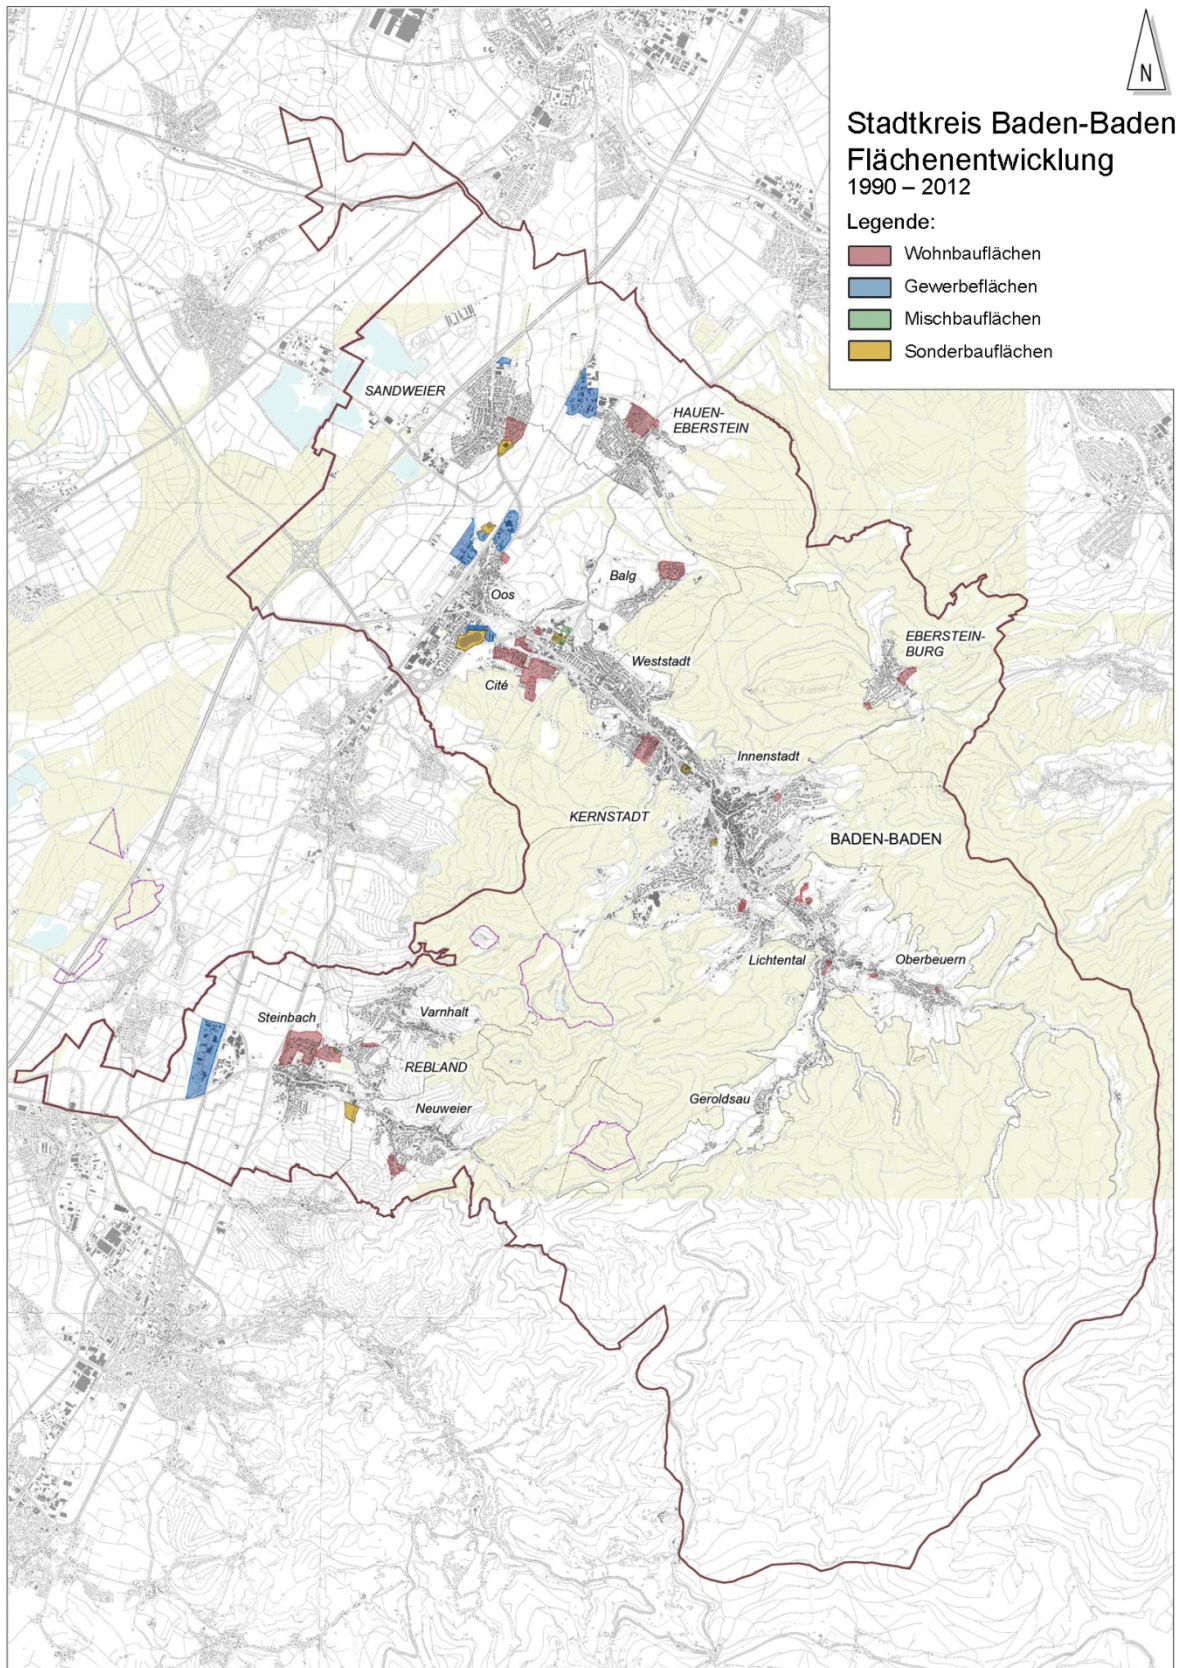 N
Stadtkreis Baden-Baden
Flächenentwicklung
1990 – 2012
Legende:
Wohnbauflächen
Gewerbeflächen
Mischbauflächen
Sonderbauflächen
SANDWEIER
HAUEN-
EBERSTEIN
Balg
Oos
EBERSTEIN-
BURG
Weststadt
Cité
Innenstadt
KERNSTADT
BADEN-BADEN
Lichtental
Oberbeuern
Steinbach
Varnhalt
REBLAND
Geroldsau
Neuweier